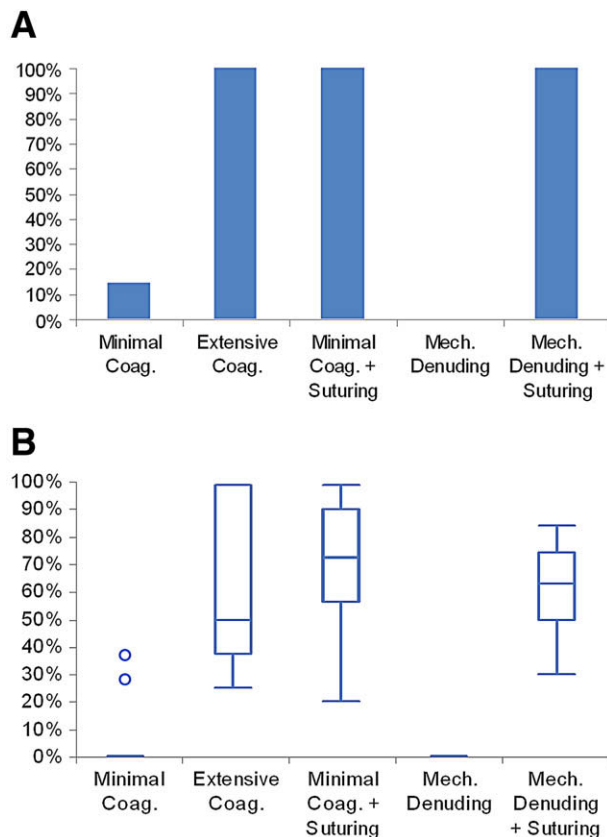 A
100%
90%
80%
70%
60%
50%
40%
30%
20%
10%
0%
Minimal Coag.
Extensive Coag.
Minimal Coag. + Suturing
Mech. Denuding
Mech. Denuding + Suturing
B
100%
90%
80%
70%
60%
50%
40%
30%
20%
10%
0%
Minimal Coag.
Extensive Coag.
Minimal Coag. + Suturing
Mech. Denuding
Mech. Denuding + Suturing